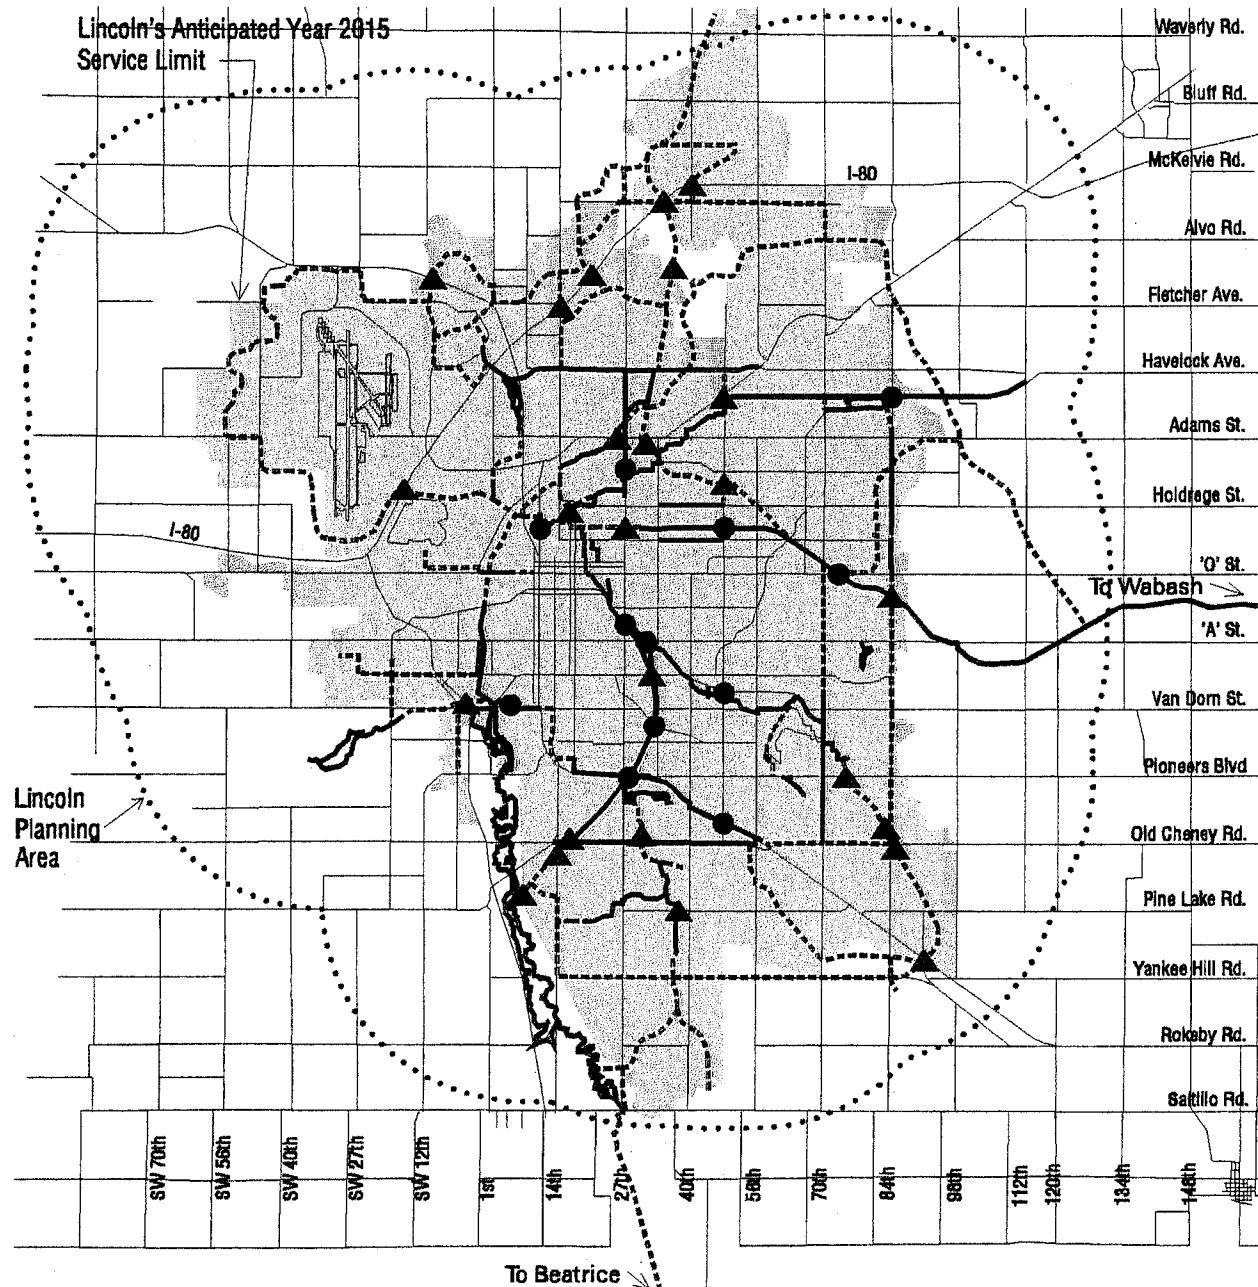 Lincoln's Anticipated Year 2015
Service Limit
Waverly Rd.
Bluff Rd.
McKelvie Rd.
I-80
Alvo Rd.
Fletcher Ave.
Havelock Ave.
Adams St.
Holdrege St.
I-80
'O' St.
To Wabash
'A' St.
Van Dorn St.
Pioneers Blvd
Lincoln
Planning
Area
Old Cheney Rd.
Pine Lake Rd.
Yankee Hill Rd.
Rokeby Rd.
Saltillo Rd.
SW 70th
SW 56th
SW 40th
SW 27th
SW 12th
1st
14th
27th
40th
56th
70th
84th
98th
112th
120th
134th
148th
To Beatrice